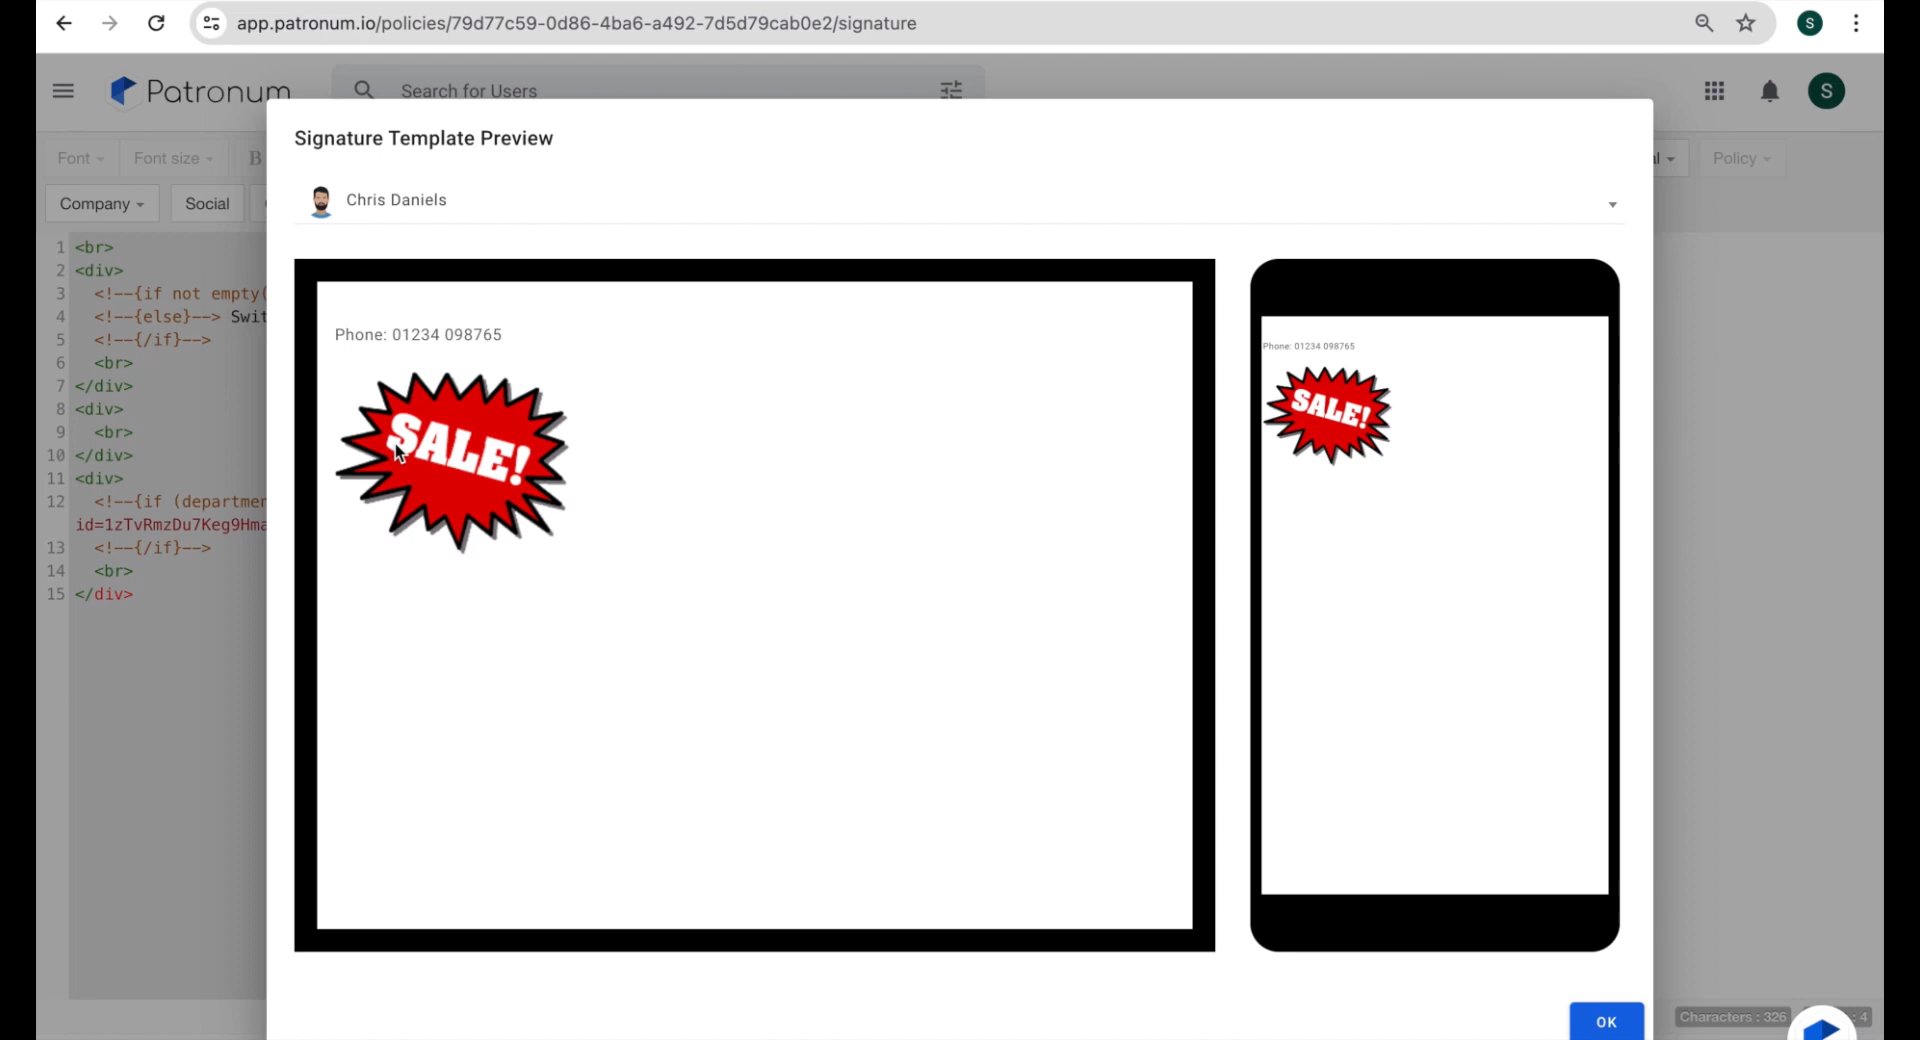 app.patronum.io/policies/79d77c59-0d86-4ba6-a492-7d5d79cab0e2/signature
S
Patronum
Search for Users
S
Signature Template Preview
Font
Font size
B
Policy
Chris Daniels
Company
Social
1 <br>
2 <div>
3 <!--{if not empty(
4 <!--{else}--> Swit
5 <!--{/if}-->
6 <br>
7 </div>
8 <div>
9 <br>
10 </div>
11 <div>
12 <!--{if (departmen
id=1zTvRmzDu7Keg9Hma
13 <!--{/if}-->
14 <br>
15 </div>
Phone: 01234 098765
SALE!
Phone: 01234 098765
SALE!
OK
Characters : 326
: 4